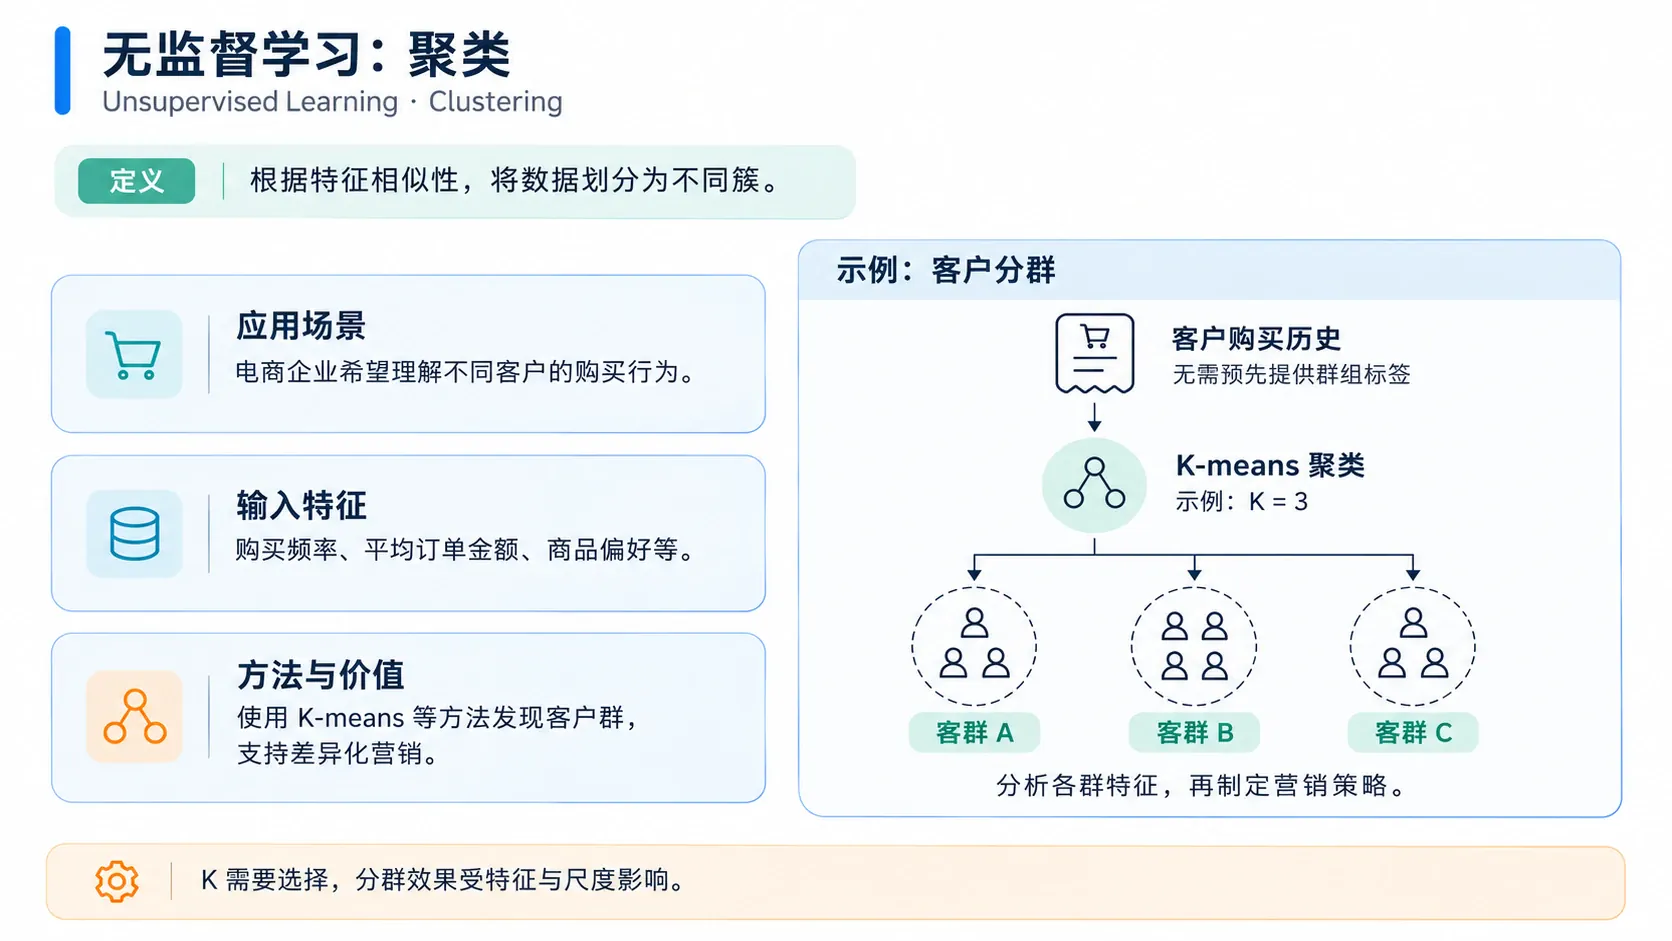 无监督学习：聚类
Unsupervised Learning · Clustering
定义
根据特征相似性，将数据划分为不同簇。
应用场景
电商企业希望理解不同客户的购买行为。
输入特征
购买频率、平均订单金额、商品偏好等。
方法与价值
使用 K-means 等方法发现客户群，
支持差异化营销。
示例：客户分群
客户购买历史
无需预先提供群组标签
K-means 聚类
示例：K = 3
客群 A
客群 B
客群 C
分析各群特征，再制定营销策略。
K 需要选择，分群效果受特征与尺度影响。